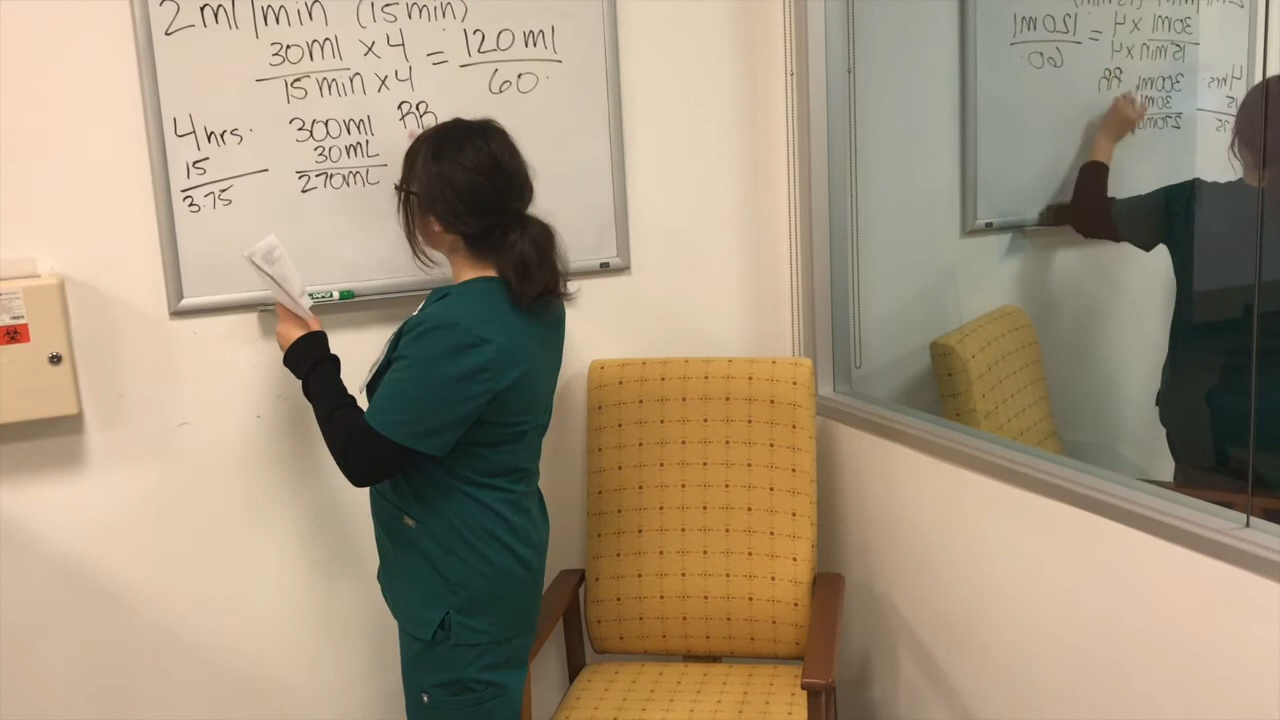 2ml/min (15min)
30ml x4 = 120ml
15min x4 60
4hrs. 300ml RB
15 30mL
3.75 270mL